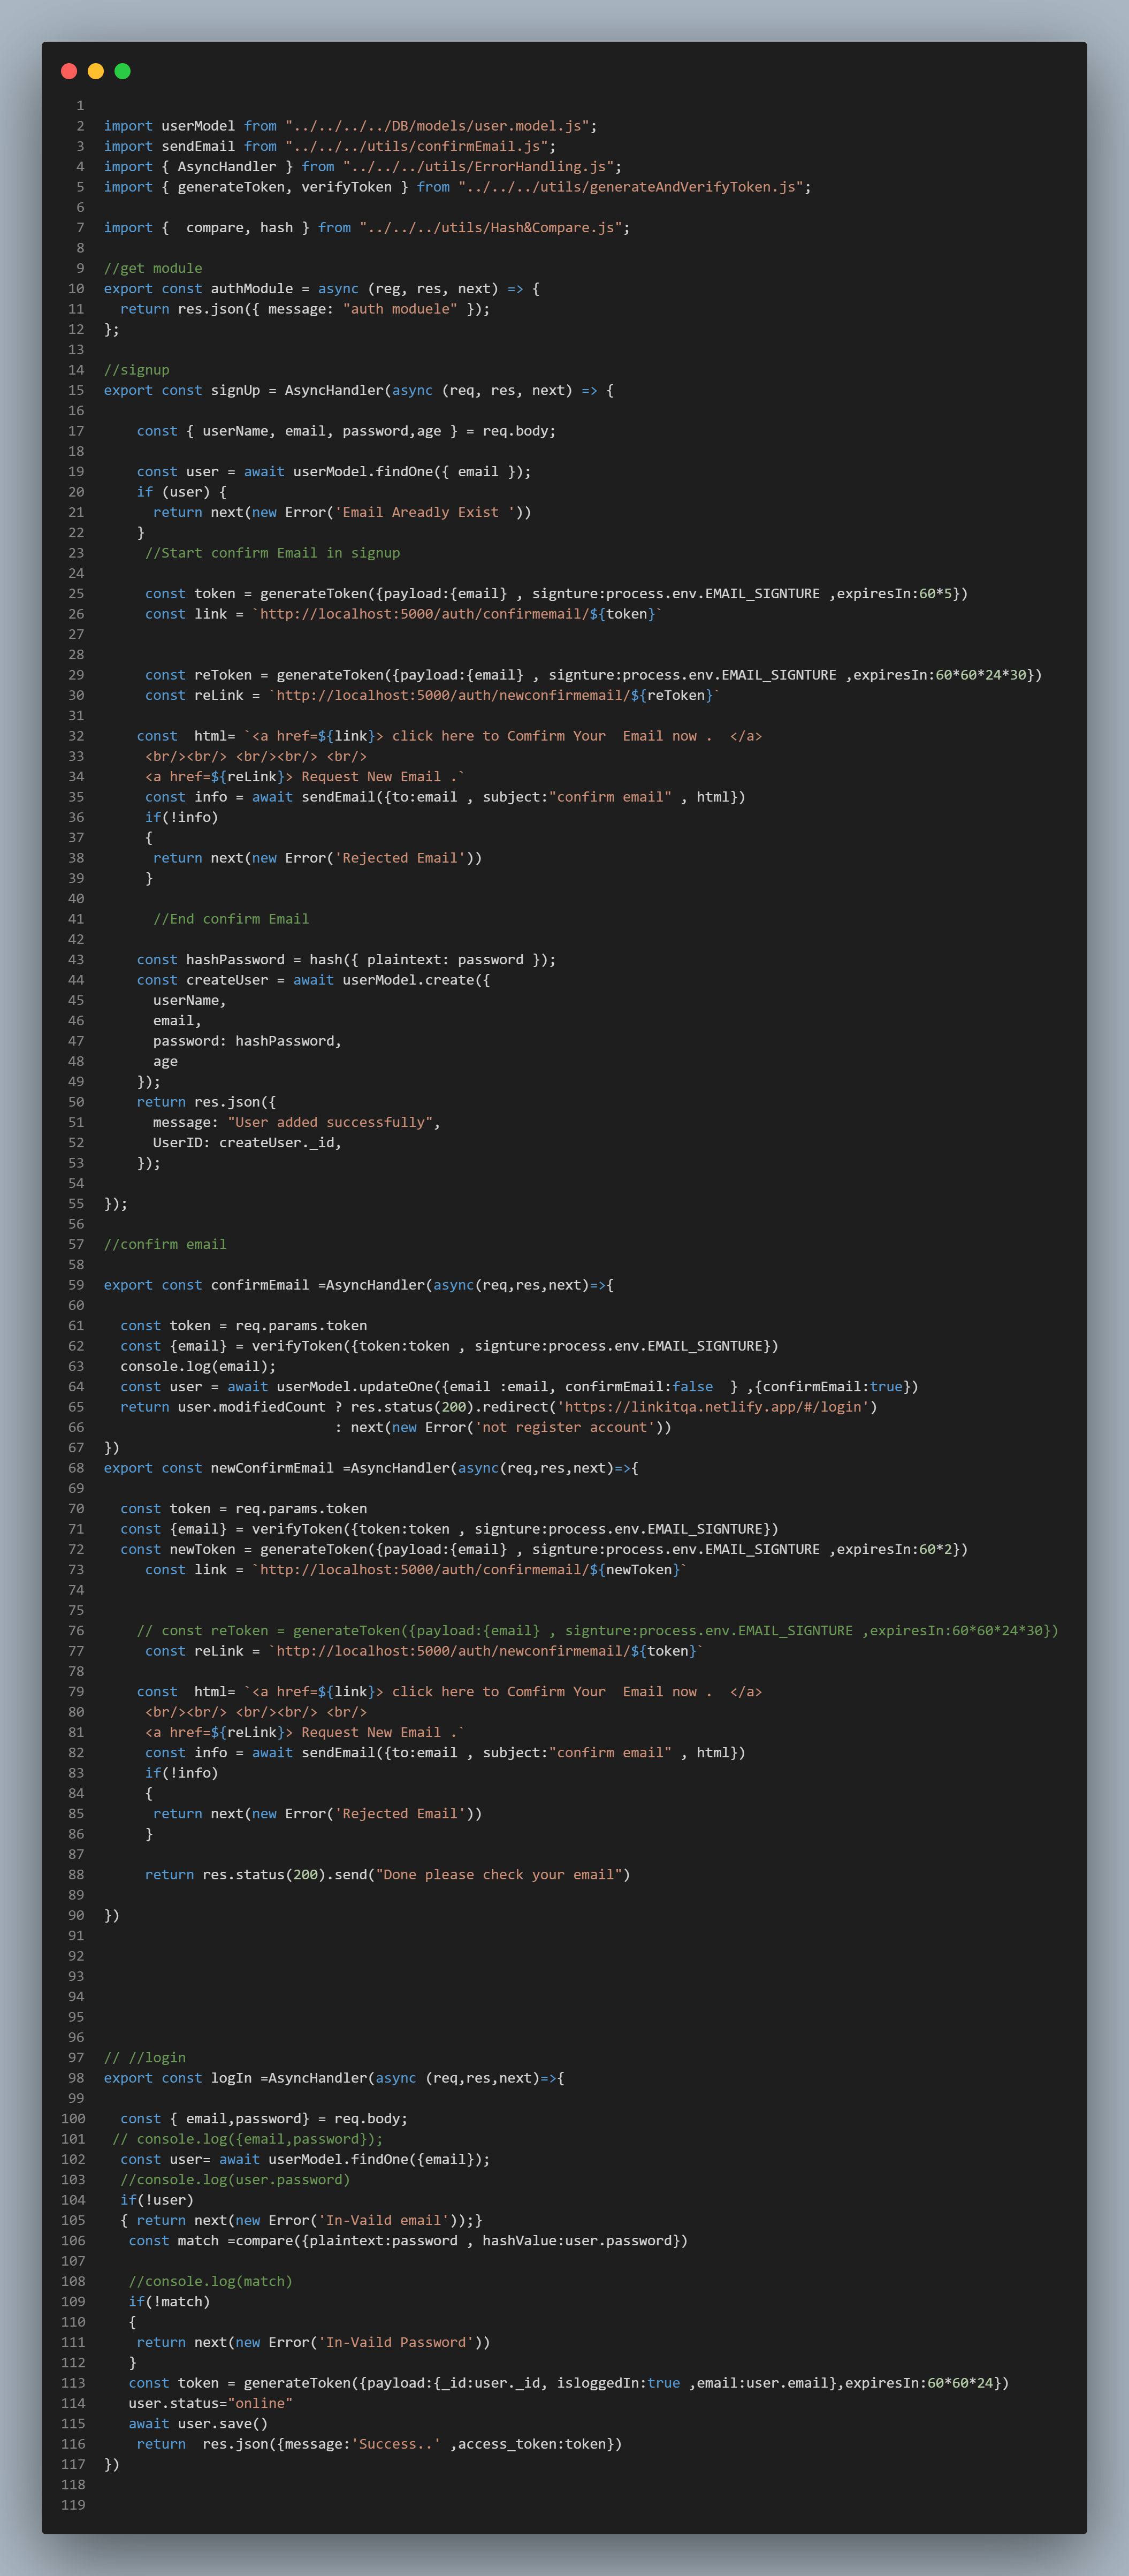 1
2 import userModel from "../../../../DB/models/user.model.js";
3 import sendEmail from "../../../utils/confirmEmail.js";
4 import { AsyncHandler } from "../../../utils/ErrorHandling.js";
5 import { generateToken, verifyToken } from "../../../utils/generateAndVerifyToken.js";
6
7 import {  compare, hash } from "../../../utils/Hash&Compare.js";
8
9 //get module
10 export const authModule = async (reg, res, next) => {
11   return res.json({ message: "auth moduele" });
12 };
13
14 //signup
15 export const signUp = AsyncHandler(async (req, res, next) => {
16
17     const { userName, email, password,age } = req.body;
18
19     const user = await userModel.findOne({ email });
20     if (user) {
21       return next(new Error('Email Areadly Exist '))
22     }
23      //Start confirm Email in signup
24
25      const token = generateToken({payload:{email} , signture:process.env.EMAIL_SIGNTURE ,expiresIn:60*5})
26      const link = `http://localhost:5000/auth/confirmemail/${token}`
27
28
29      const reToken = generateToken({payload:{email} , signture:process.env.EMAIL_SIGNTURE ,expiresIn:60*60*24*30})
30      const reLink = `http://localhost:5000/auth/newconfirmemail/${reToken}`
31
32     const  html= `<a href=${link}> click here to Comfirm Your  Email now .  </a>
33      <br/><br/> <br/><br/> <br/>
34      <a href=${reLink}> Request New Email .`
35      const info = await sendEmail({to:email , subject:"confirm email" , html})
36      if(!info)
37      {
38       return next(new Error('Rejected Email'))
39      }
40
41       //End confirm Email
42
43     const hashPassword = hash({ plaintext: password });
44     const createUser = await userModel.create({
45       userName,
46       email,
47       password: hashPassword,
48       age
49     });
50     return res.json({
51       message: "User added successfully",
52       UserID: createUser._id,
53     });
54
55 });
56
57 //confirm email
58
59 export const confirmEmail =AsyncHandler(async(req,res,next)=>{
60
61   const token = req.params.token
62   const {email} = verifyToken({token:token , signture:process.env.EMAIL_SIGNTURE})
63   console.log(email);
64   const user = await userModel.updateOne({email :email, confirmEmail:false  } ,{confirmEmail:true})
65   return user.modifiedCount ? res.status(200).redirect('https://linkitqa.netlify.app/#/login')
66                             : next(new Error('not register account'))
67 })
68 export const newConfirmEmail =AsyncHandler(async(req,res,next)=>{
69
70   const token = req.params.token
71   const {email} = verifyToken({token:token , signture:process.env.EMAIL_SIGNTURE})
72   const newToken = generateToken({payload:{email} , signture:process.env.EMAIL_SIGNTURE ,expiresIn:60*2})
73      const link = `http://localhost:5000/auth/confirmemail/${newToken}`
74
75
76     // const reToken = generateToken({payload:{email} , signture:process.env.EMAIL_SIGNTURE ,expiresIn:60*60*24*30})
77      const reLink = `http://localhost:5000/auth/newconfirmemail/${token}`
78
79     const  html= `<a href=${link}> click here to Comfirm Your  Email now .  </a>
80      <br/><br/> <br/><br/> <br/>
81      <a href=${reLink}> Request New Email .`
82      const info = await sendEmail({to:email , subject:"confirm email" , html})
83      if(!info)
84      {
85       return next(new Error('Rejected Email'))
86      }
87
88      return res.status(200).send("Done please check your email")
89
90 })
91
92
93
94
95
96
97 // //login
98 export const logIn =AsyncHandler(async (req,res,next)=>{
99
100   const { email,password} = req.body;
101  // console.log({email,password});
102   const user= await userModel.findOne({email});
103   //console.log(user.password)
104   if(!user)
105   { return next(new Error('In-Vaild email'));}
106    const match =compare({plaintext:password , hashValue:user.password})
107
108    //console.log(match)
109    if(!match)
110    {
111     return next(new Error('In-Vaild Password'))
112    }
113    const token = generateToken({payload:{_id:user._id, isloggedIn:true ,email:user.email},expiresIn:60*60*24})
114    user.status="online"
115    await user.save()
116     return  res.json({message:'Success..' ,access_token:token})
117 })
118
119